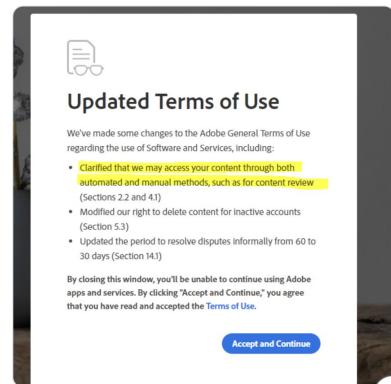 Updated Terms of Use
We've made some changes to the Adobe General Terms of Use
regarding the use of Software and Services, including:
• Clarified that we may access your content through both
automated and manual methods, such as for content review
(Sections 2.2 and 4.1)
• Modified our right to delete content for inactive accounts
(Section 5.3)
• Updated the period to resolve disputes informally from 60 to
30 days (Section 14.1)
By closing this window, you'll be unable to continue using Adobe
apps and services. By clicking "Accept and Continue," you agree
that you have read and accepted the Terms of Use.
Accept and Continue